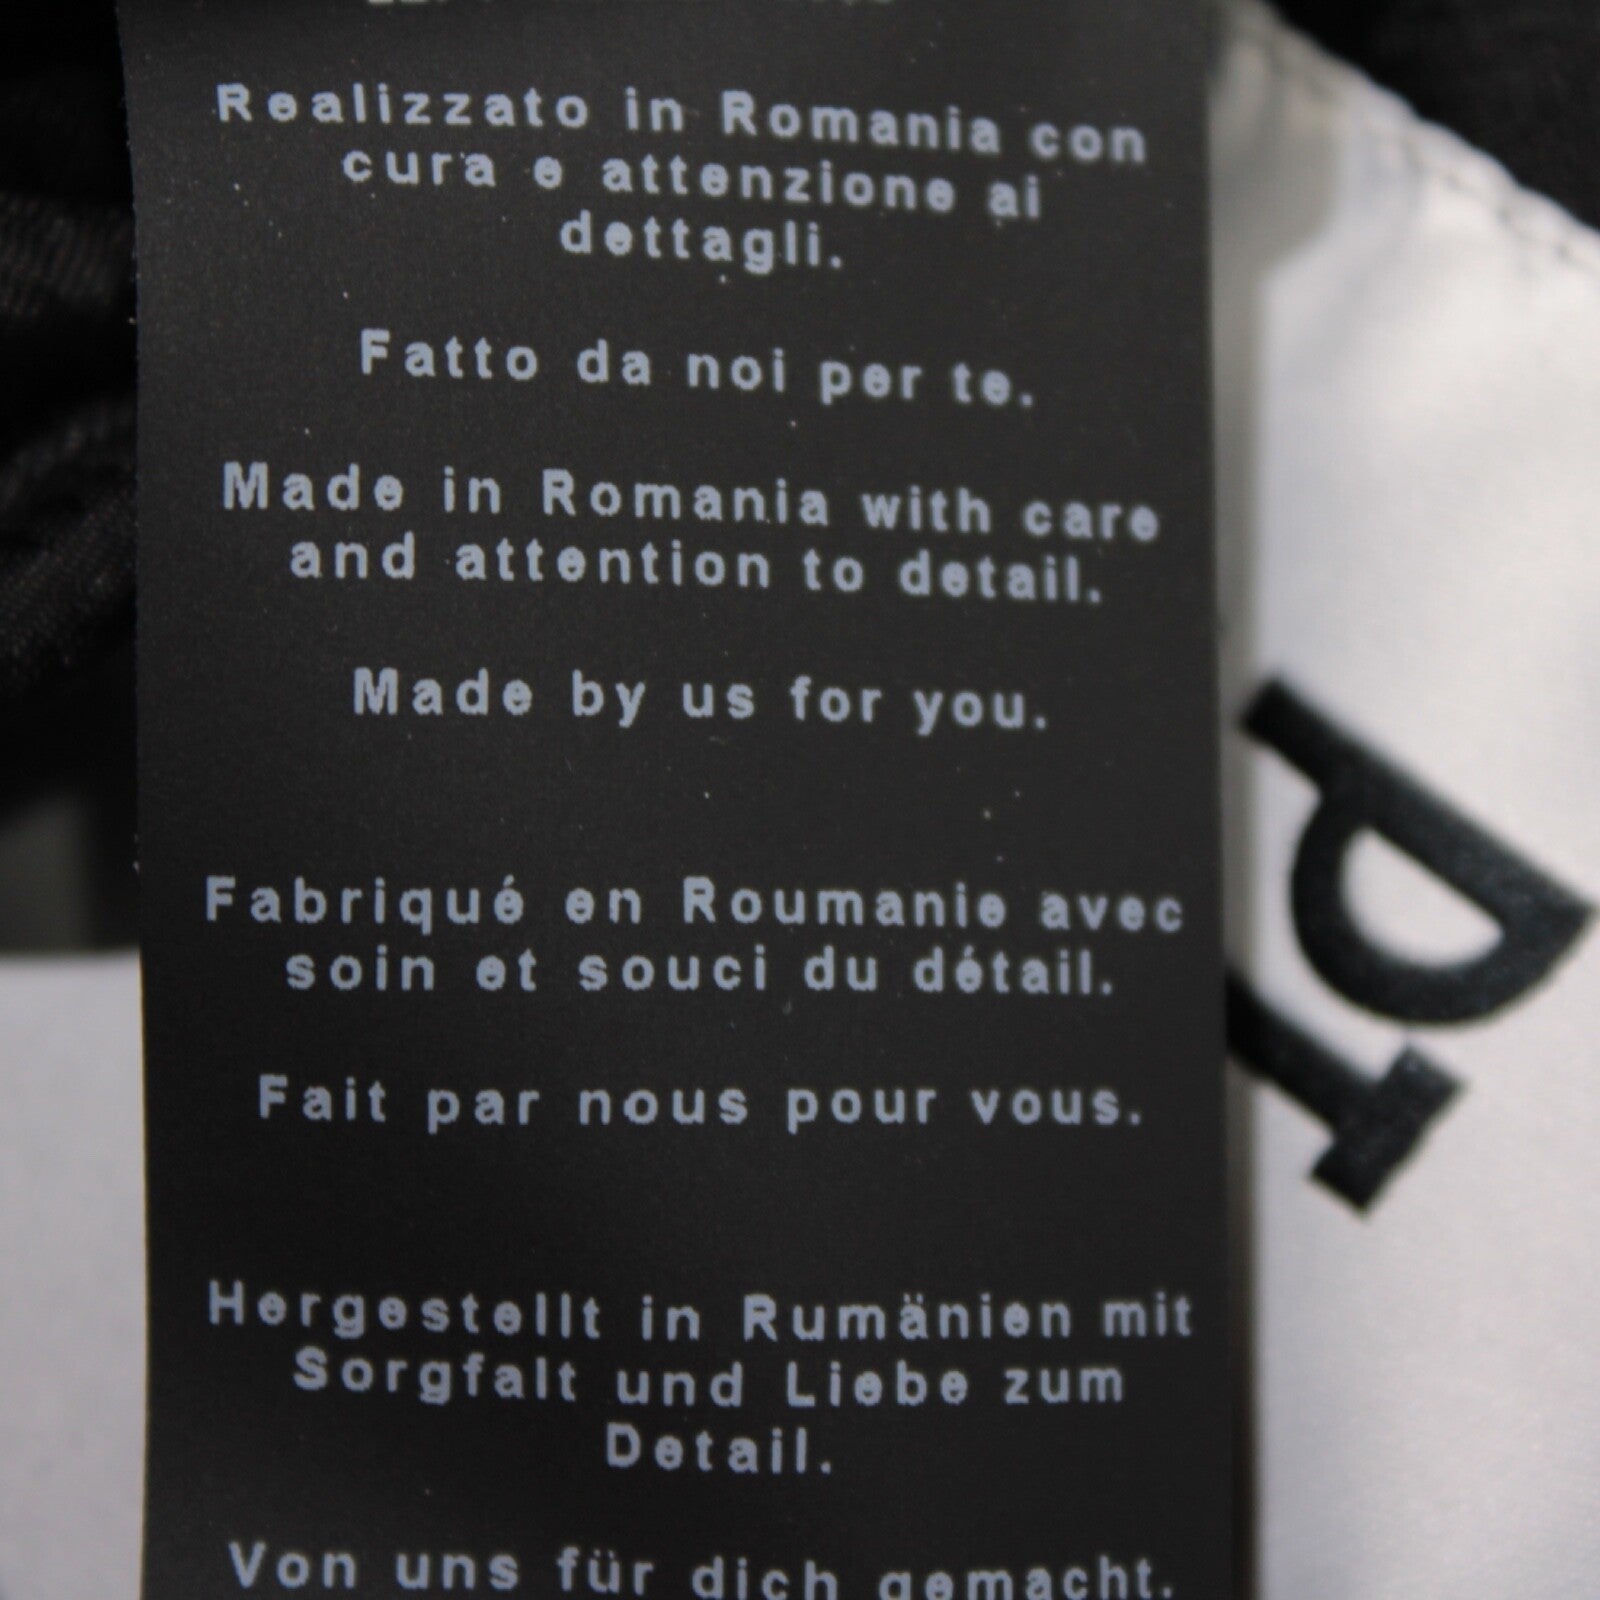 Realizzato in Romania con
cura e attenzione ai
dettagli.
Fatto da noi per te.
Made in Romania with care
and attention to detail.
Made by us for you.
Fabriqué en Roumanie avec
soin et souci du détail.
Fait par nous pour vous.
Hergestellt in Rumänien mit
Sorgfalt und Liebe zum
Detail.
Von uns für dich gemacht.